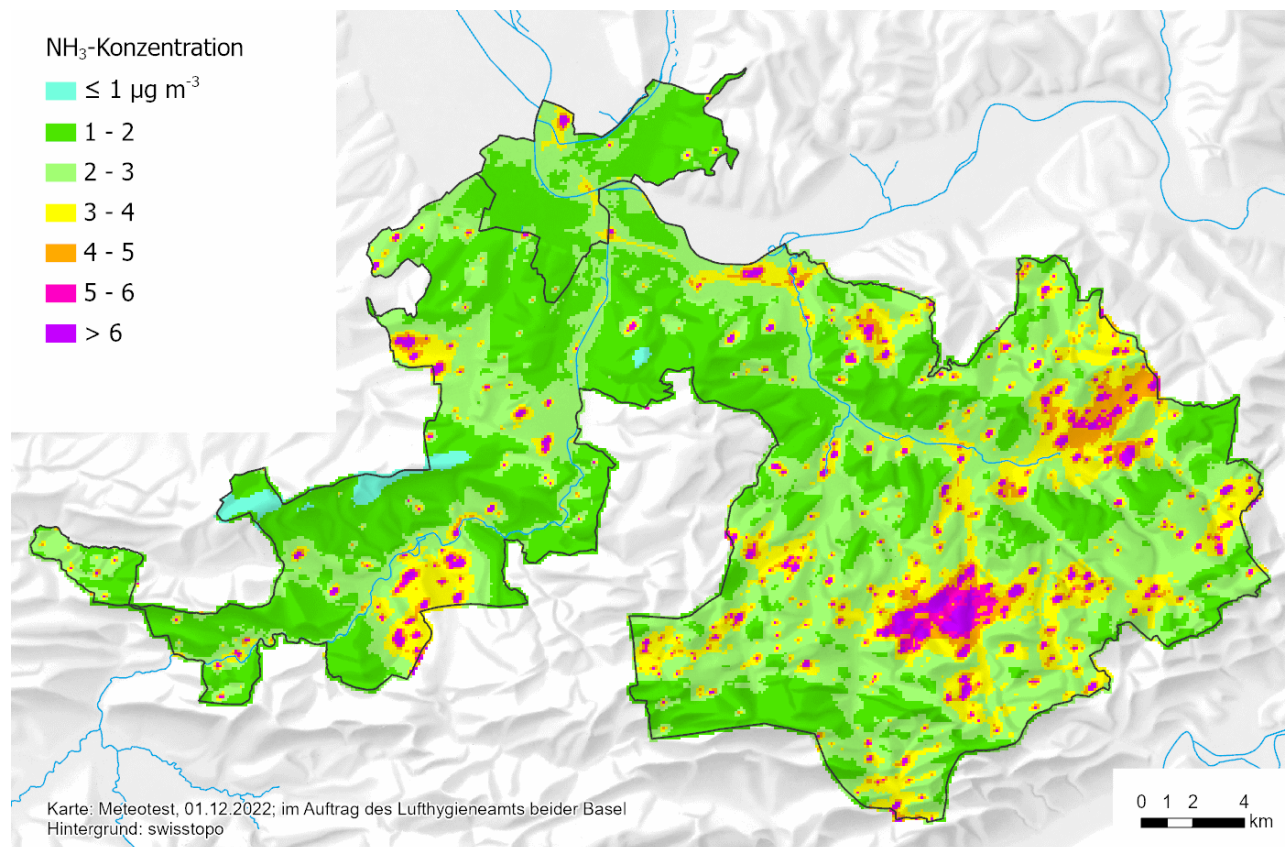 NH₃-Konzentration
≤ 1 µg m⁻³
1 - 2
2 - 3
3 - 4
4 - 5
5 - 6
> 6
Karte: Meteotest, 01.12.2022; im Auftrag des Lufthygieneamts beider Basel
Hintergrund: swisstopo
0 1 2 4
km